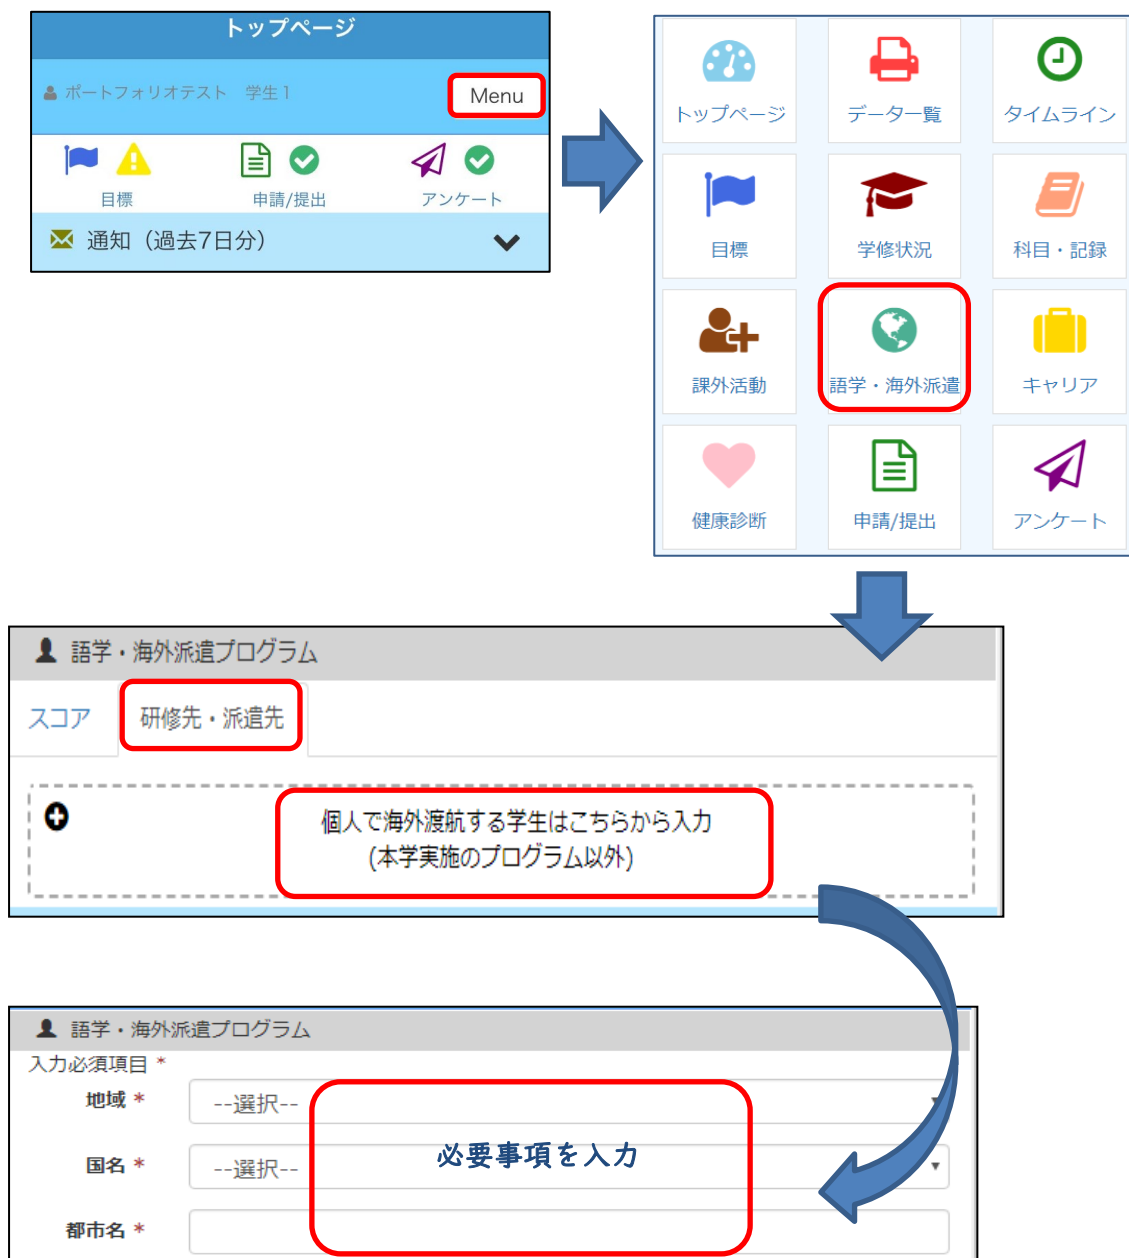 トップページ
ポートフォリオテスト 学生1
Menu
目標
申請/提出
アンケート
通知（過去7日分）
トップページ
データ一覧
タイムライン
目標
学修状況
科目・記録
課外活動
語学・海外派遣
キャリア
健康診断
申請/提出
アンケート
語学・海外派遣プログラム
スコア
研修先・派遣先
個人で海外渡航する学生はこちらから入力
(本学実施のプログラム以外)
語学・海外派遣プログラム
入力必須項目 *
地域 *
--選択--
必要事項を入力
国名 *
--選択--
都市名 *